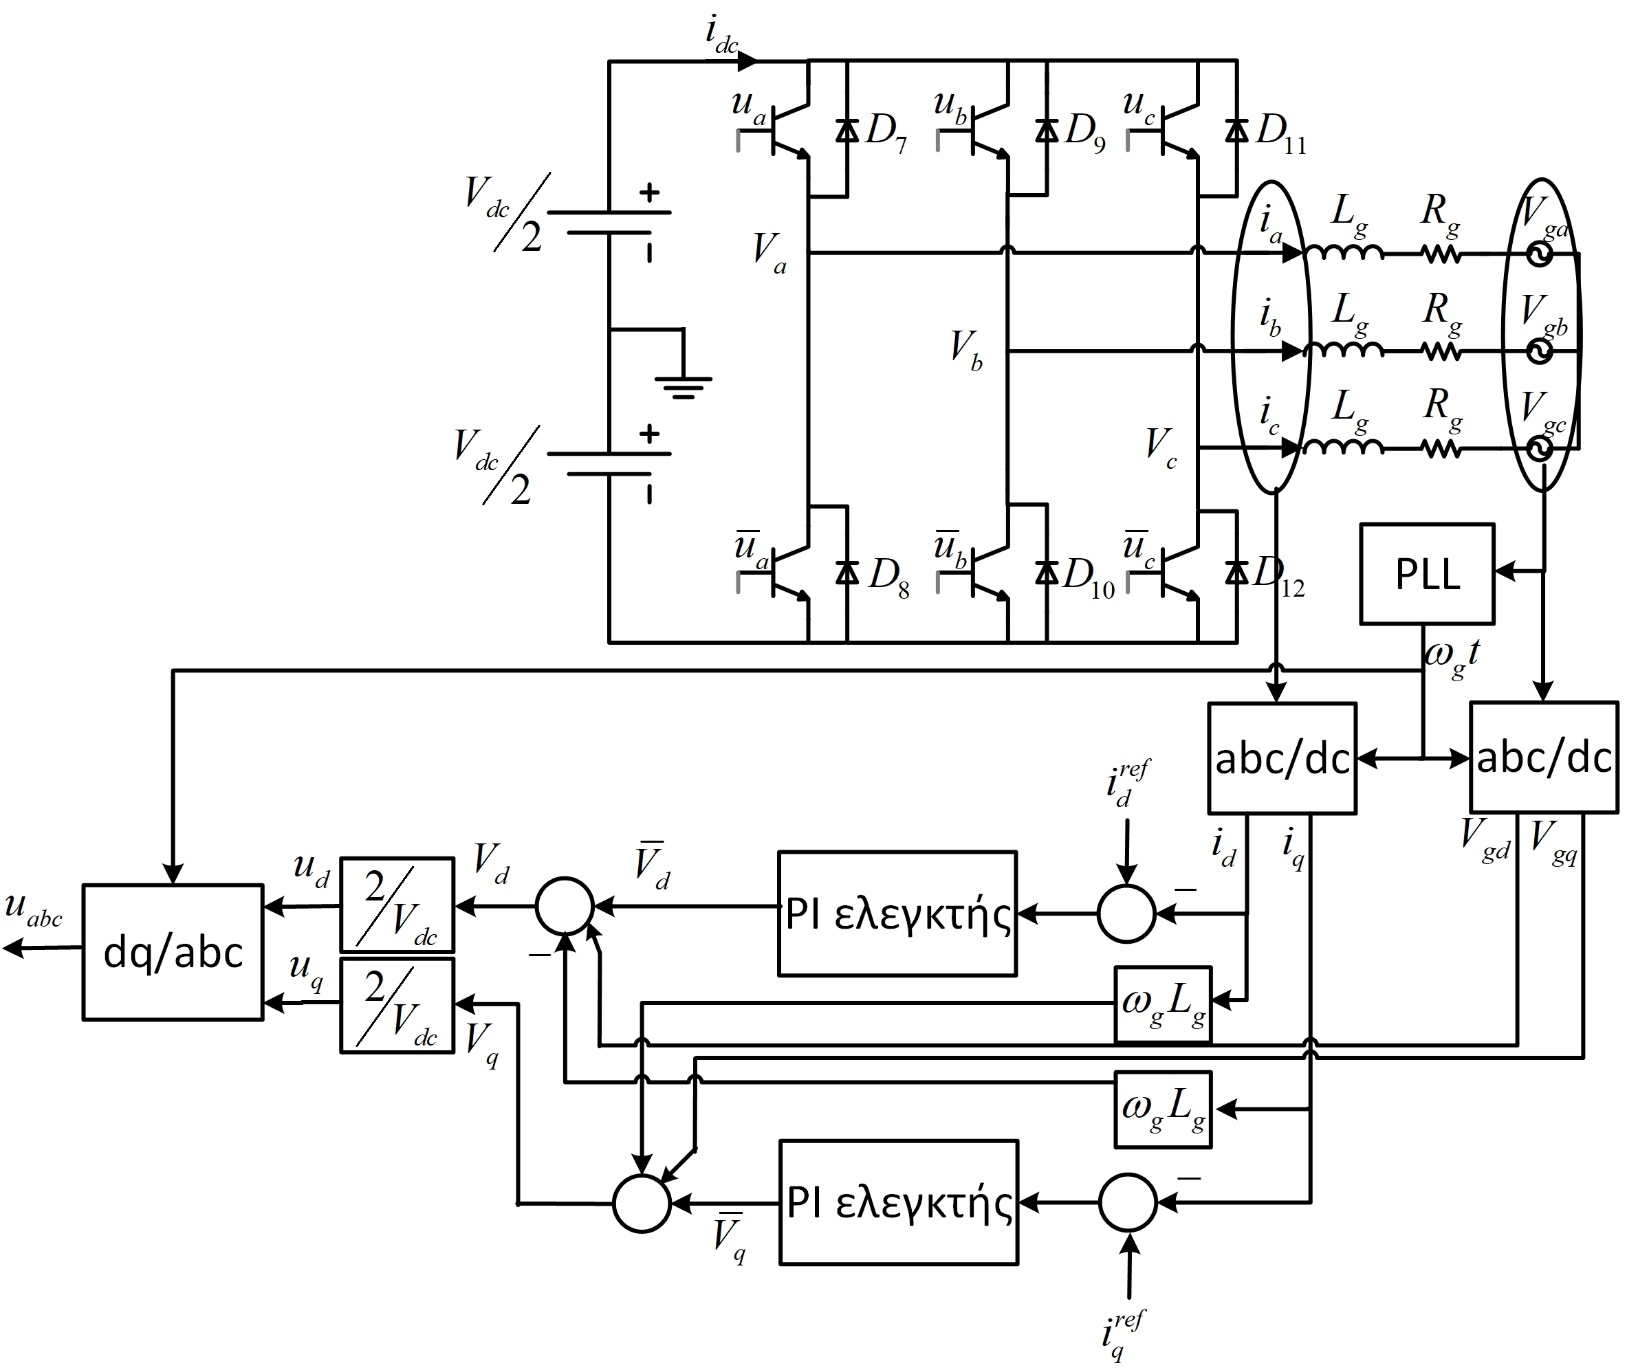 i_dc
u_a
D_7
u_b
D_9
u_c
D_11
V_dc/2
+
−
V_a
i_a
L_g
R_g
V_ga
V_b
i_b
L_g
R_g
V_gb
V_c
i_c
L_g
R_g
V_gc
V_dc/2
+
−
u̅_a
D_8
u̅_b
D_10
u̅_c
D_12
PLL
ω_g t
abc/dc
abc/dc
i_d^ref
i_d
i_q
V_gd
V_gq
u_abc
dq/abc
u_d
2/V_dc
V_d
V̅_d
PI ελεγκτής
−
−
u_q
2/V_dc
V_q
ω_g L_g
ω_g L_g
V̅_q
PI ελεγκτής
−
i_q^ref